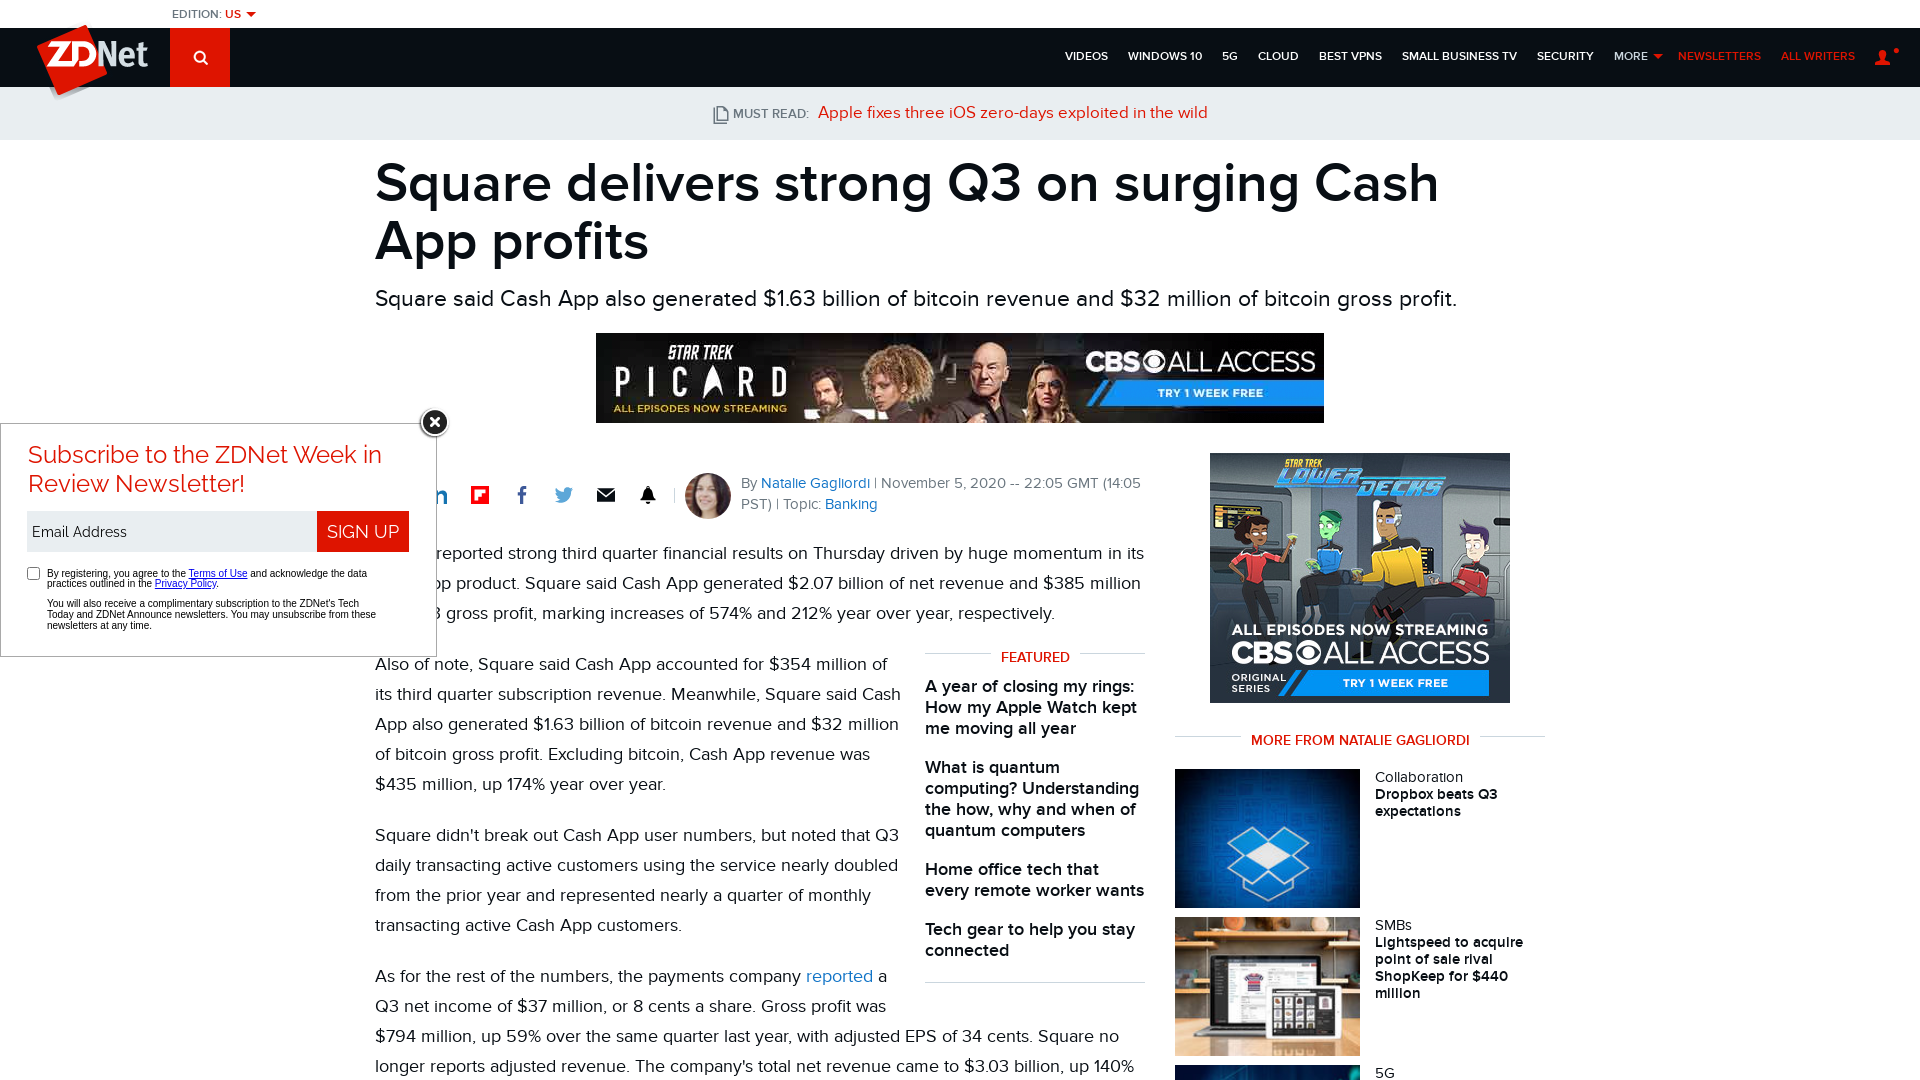 EDITION: US
ZDNet
VIDEOS WINDOWS 10 5G CLOUD BEST VPNS SMALL BUSINESS TV SECURITY MORE NEWSLETTERS ALL WRITERS
MUST READ: Apple fixes three iOS zero-days exploited in the wild
Square delivers strong Q3 on surging Cash
App profits
Square said Cash App also generated $1.63 billion of bitcoin revenue and $32 million of bitcoin gross profit.
STAR TREK
PICARD
ALL EPISODES NOW STREAMING
CBS ALL ACCESS
TRY 1 WEEK FREE
Subscribe to the ZDNet Week in
Review Newsletter!
Email Address
SIGN UP
By registering, you agree to the Terms of Use and acknowledge the data
practices outlined in the Privacy Policy.
You will also receive a complimentary subscription to the ZDNet's Tech
Today and ZDNet Announce newsletters. You may unsubscribe from these
newsletters at any time.
By Natalie Gagliordi | November 5, 2020 -- 22:05 GMT (14:05
PST) | Topic: Banking
reported strong third quarter financial results on Thursday driven by huge momentum in its
product. Square said Cash App generated $2.07 billion of net revenue and $385 million
gross profit, marking increases of 574% and 212% year over year, respectively.
Also of note, Square said Cash App accounted for $354 million of
its third quarter subscription revenue. Meanwhile, Square said Cash
App also generated $1.63 billion of bitcoin revenue and $32 million
of bitcoin gross profit. Excluding bitcoin, Cash App revenue was
$435 million, up 174% year over year.
Square didn't break out Cash App user numbers, but noted that Q3
daily transacting active customers using the service nearly doubled
from the prior year and represented nearly a quarter of monthly
transacting active Cash App customers.
As for the rest of the numbers, the payments company reported a
Q3 net income of $37 million, or 8 cents a share. Gross profit was
$794 million, up 59% over the same quarter last year, with adjusted EPS of 34 cents. Square no
longer reports adjusted revenue. The company's total net revenue came to $3.03 billion, up 140%
FEATURED
A year of closing my rings:
How my Apple Watch kept
me moving all year
What is quantum
computing? Understanding
the how, why and when of
quantum computers
Home office tech that
every remote worker wants
Tech gear to help you stay
connected
STAR TREK
LOWER DECKS
ALL EPISODES NOW STREAMING
CBS ALL ACCESS
ORIGINAL
SERIES
TRY 1 WEEK FREE
MORE FROM NATALIE GAGLIORDI
Collaboration
Dropbox beats Q3
expectations
SMBs
Lightspeed to acquire
point of sale rival
ShopKeep for $440
million
5G